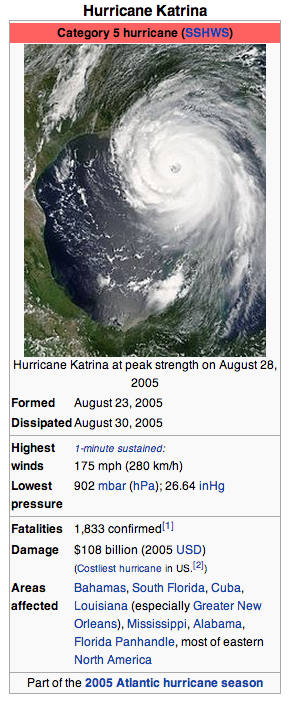 Hurricane Katrina
Category 5 hurricane (SSHWS)
Hurricane Katrina at peak strength on August 28,
2005
Formed August 23, 2005
Dissipated August 30, 2005
Highest 1-minute sustained:
winds 175 mph (280 km/h)
Lowest 902 mbar (hPa); 26.64 inHg
pressure
Fatalities 1,833 confirmed[1]
Damage $108 billion (2005 USD)
(Costliest hurricane in US.[2])
Areas Bahamas, South Florida, Cuba,
affected Louisiana (especially Greater New
Orleans), Mississippi, Alabama,
Florida Panhandle, most of eastern
North America
Part of the 2005 Atlantic hurricane season